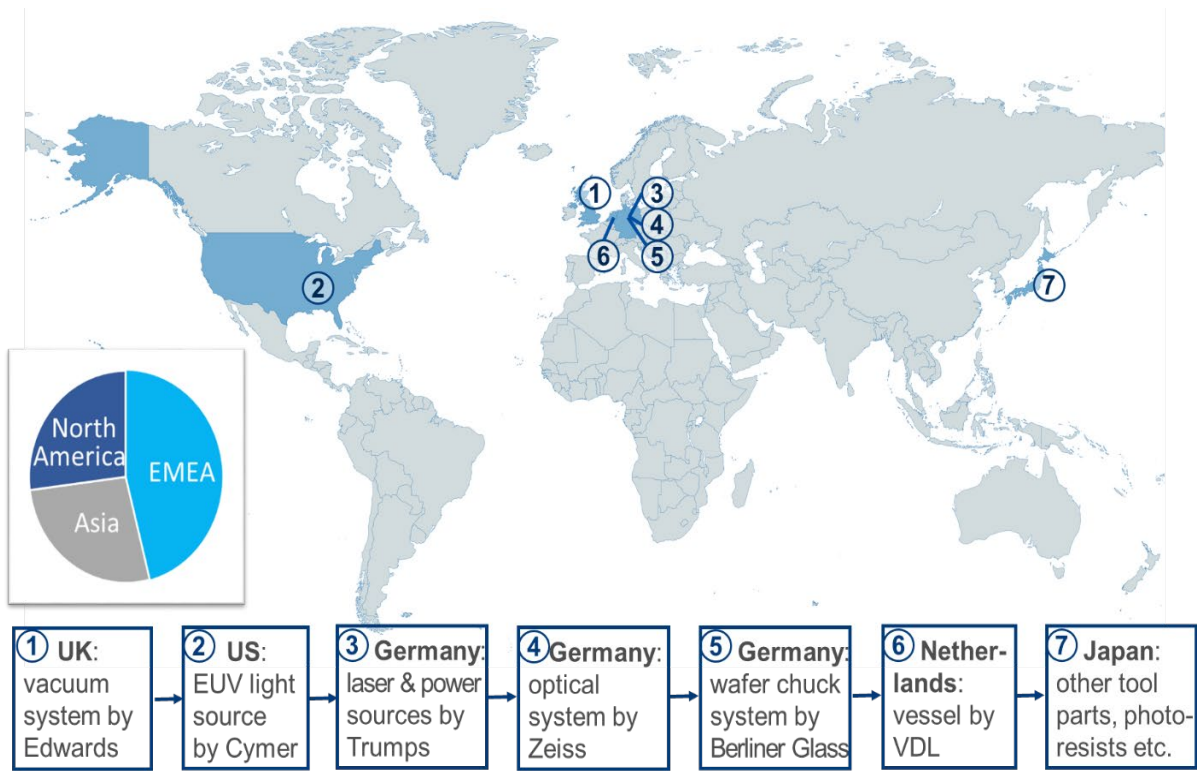 1
2
3
4
5
6
7
North
America
EMEA
Asia
1 UK:
vacuum
system by
Edwards
2 US:
EUV light
source
by Cymer
3 Germany:
laser & power
sources by
Trumps
4 Germany:
optical
system by
Zeiss
5 Germany:
wafer chuck
system by
Berliner Glass
6 Nether-
lands:
vessel by
VDL
7 Japan:
other tool
parts, photo-
resists etc.